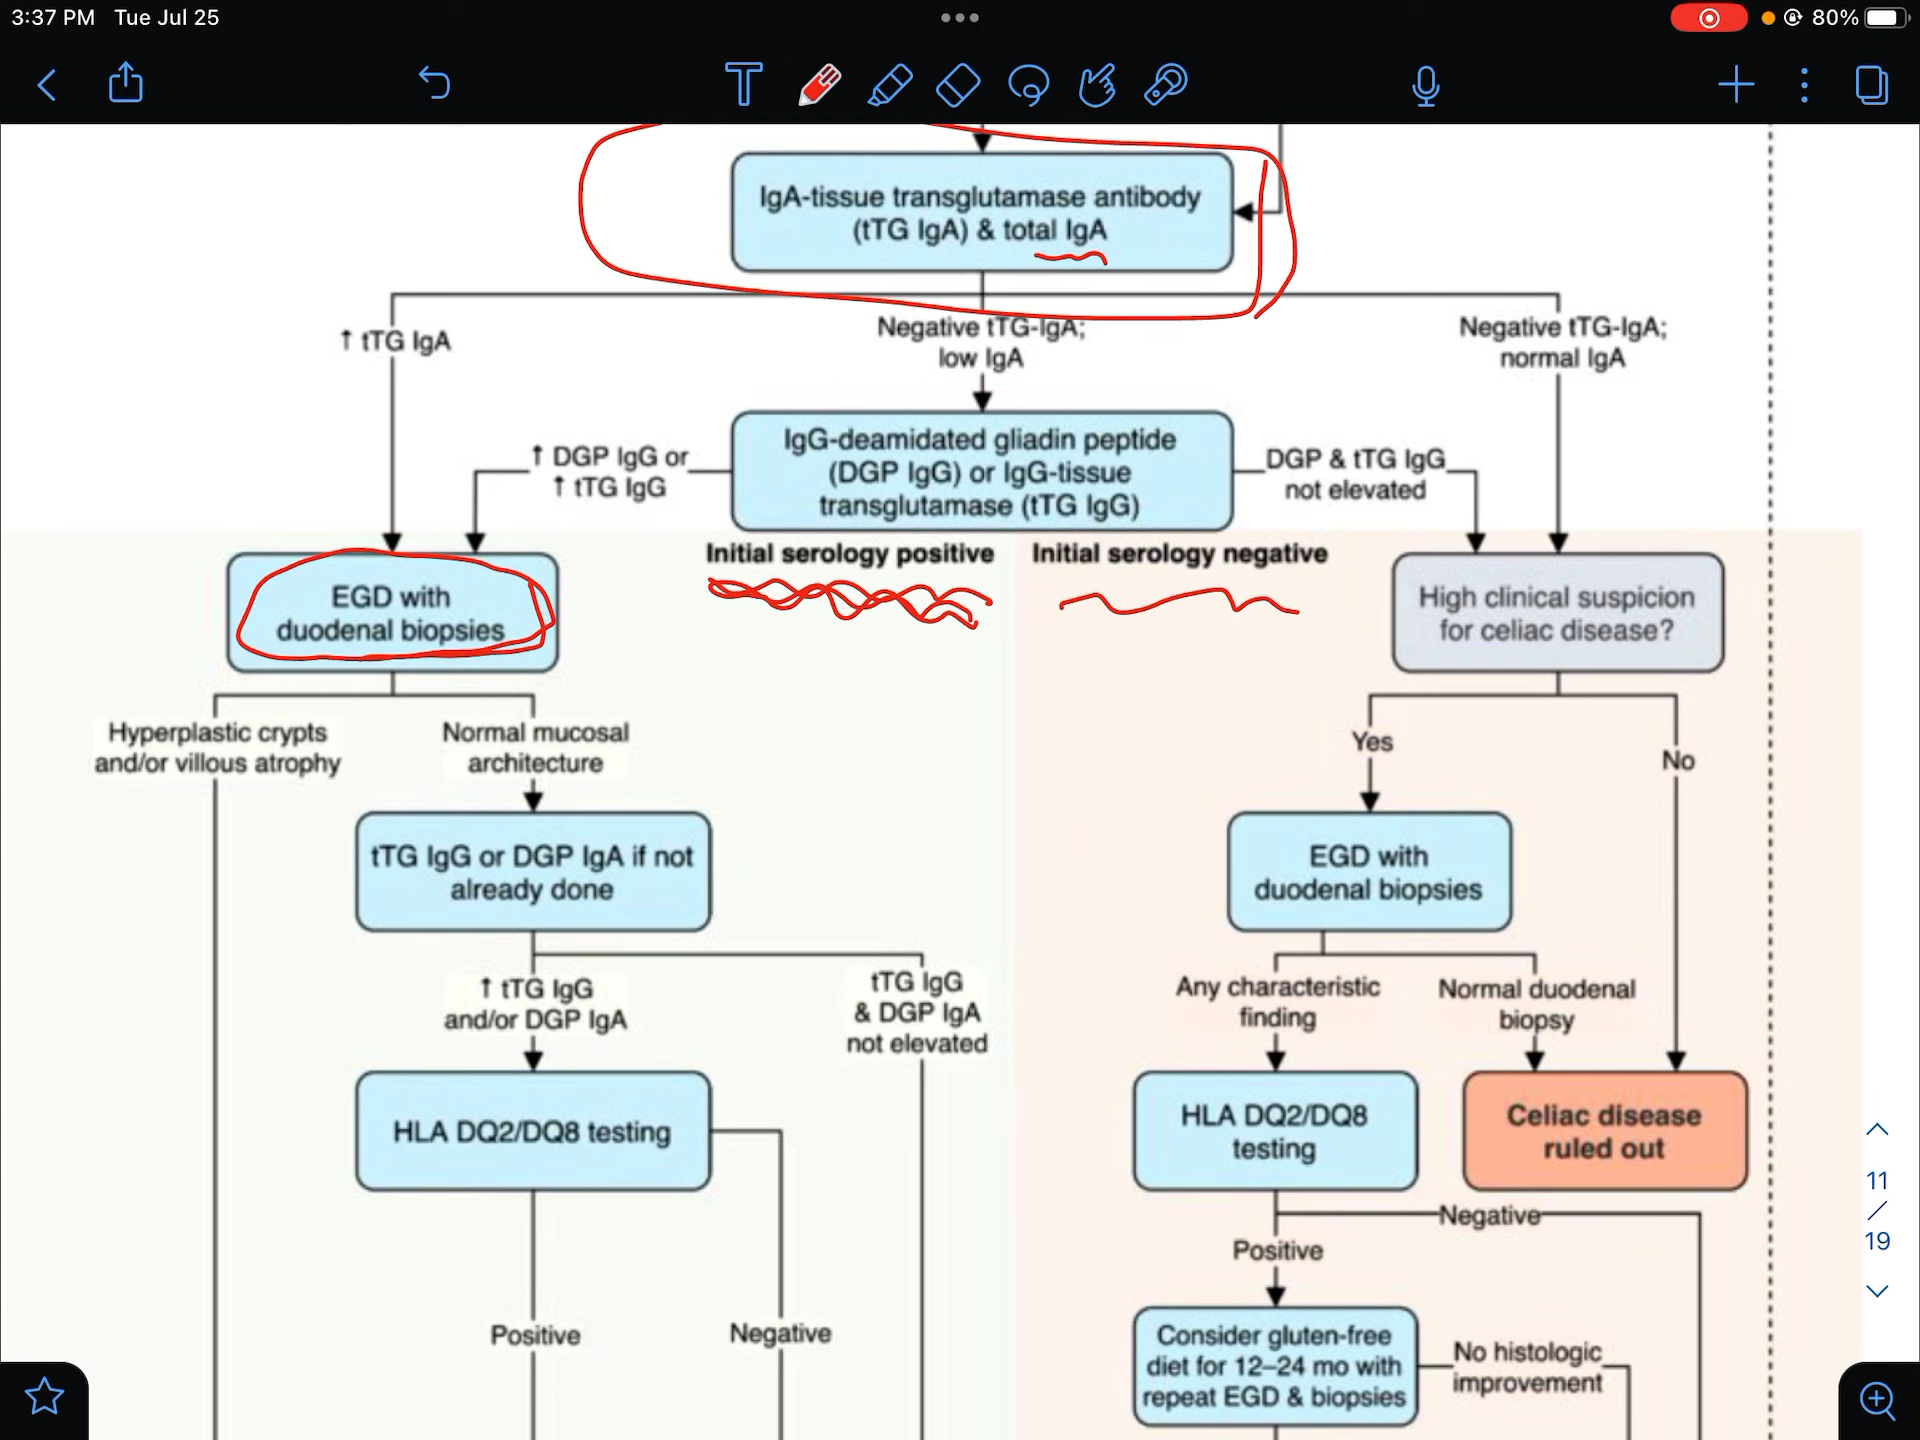 3:37 PM Tue Jul 25
80%
IgA-tissue transglutamase antibody
(tTG IgA) & total IgA
↑ tTG IgA
Negative tTG-IgA;
low IgA
Negative tTG-IgA;
normal IgA
↑ DGP IgG or
↑ tTG IgG
IgG-deamidated gliadin peptide
(DGP IgG) or IgG-tissue
transglutamase (tTG IgG)
DGP & tTG IgG
not elevated
Initial serology positive
Initial serology negative
EGD with
duodenal biopsies
High clinical suspicion
for celiac disease?
Hyperplastic crypts
and/or villous atrophy
Normal mucosal
architecture
Yes
No
tTG IgG or DGP IgA if not
already done
EGD with
duodenal biopsies
↑ tTG IgG
and/or DGP IgA
tTG IgG
& DGP IgA
not elevated
Any characteristic
finding
Normal duodenal
biopsy
HLA DQ2/DQ8 testing
HLA DQ2/DQ8
testing
Celiac disease
ruled out
11
/
19
Negative
Positive
Positive
Negative
Consider gluten-free
diet for 12–24 mo with
repeat EGD & biopsies
No histologic
improvement